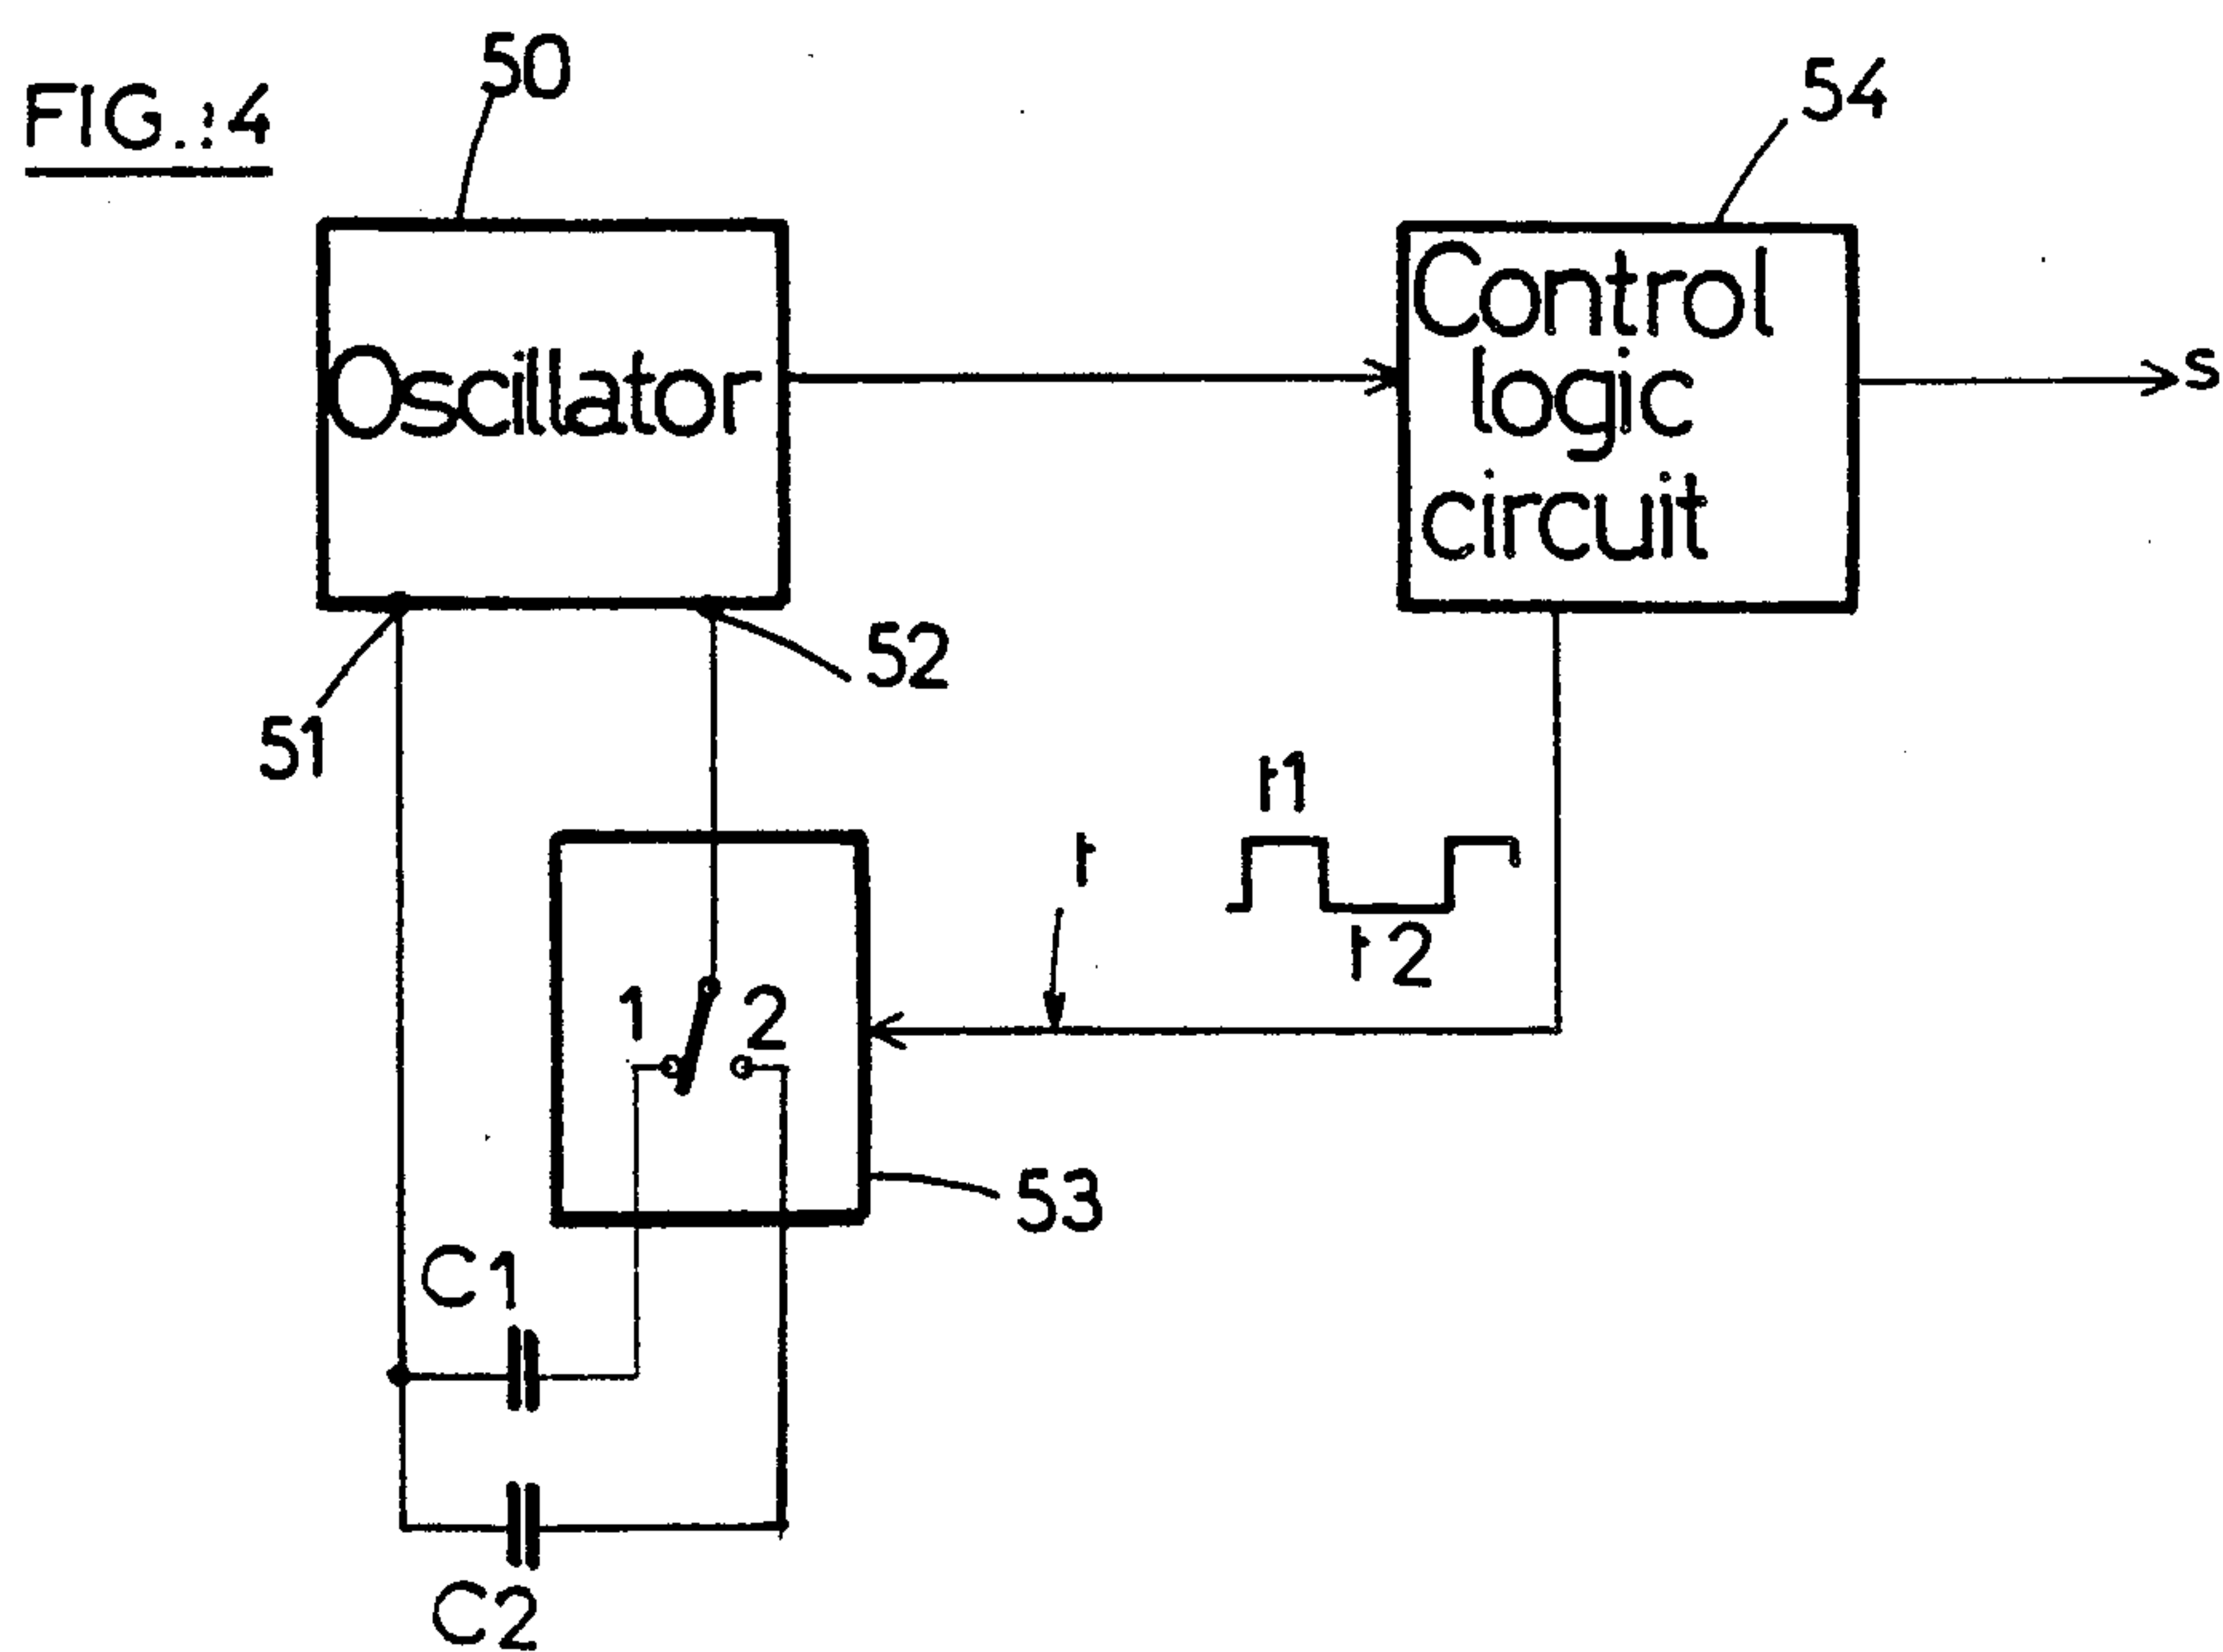 FIG.:4
50
54
Oscillator
Control
logic
circuit
s
51
52
t1
t
t2
1
2
53
C1
C2